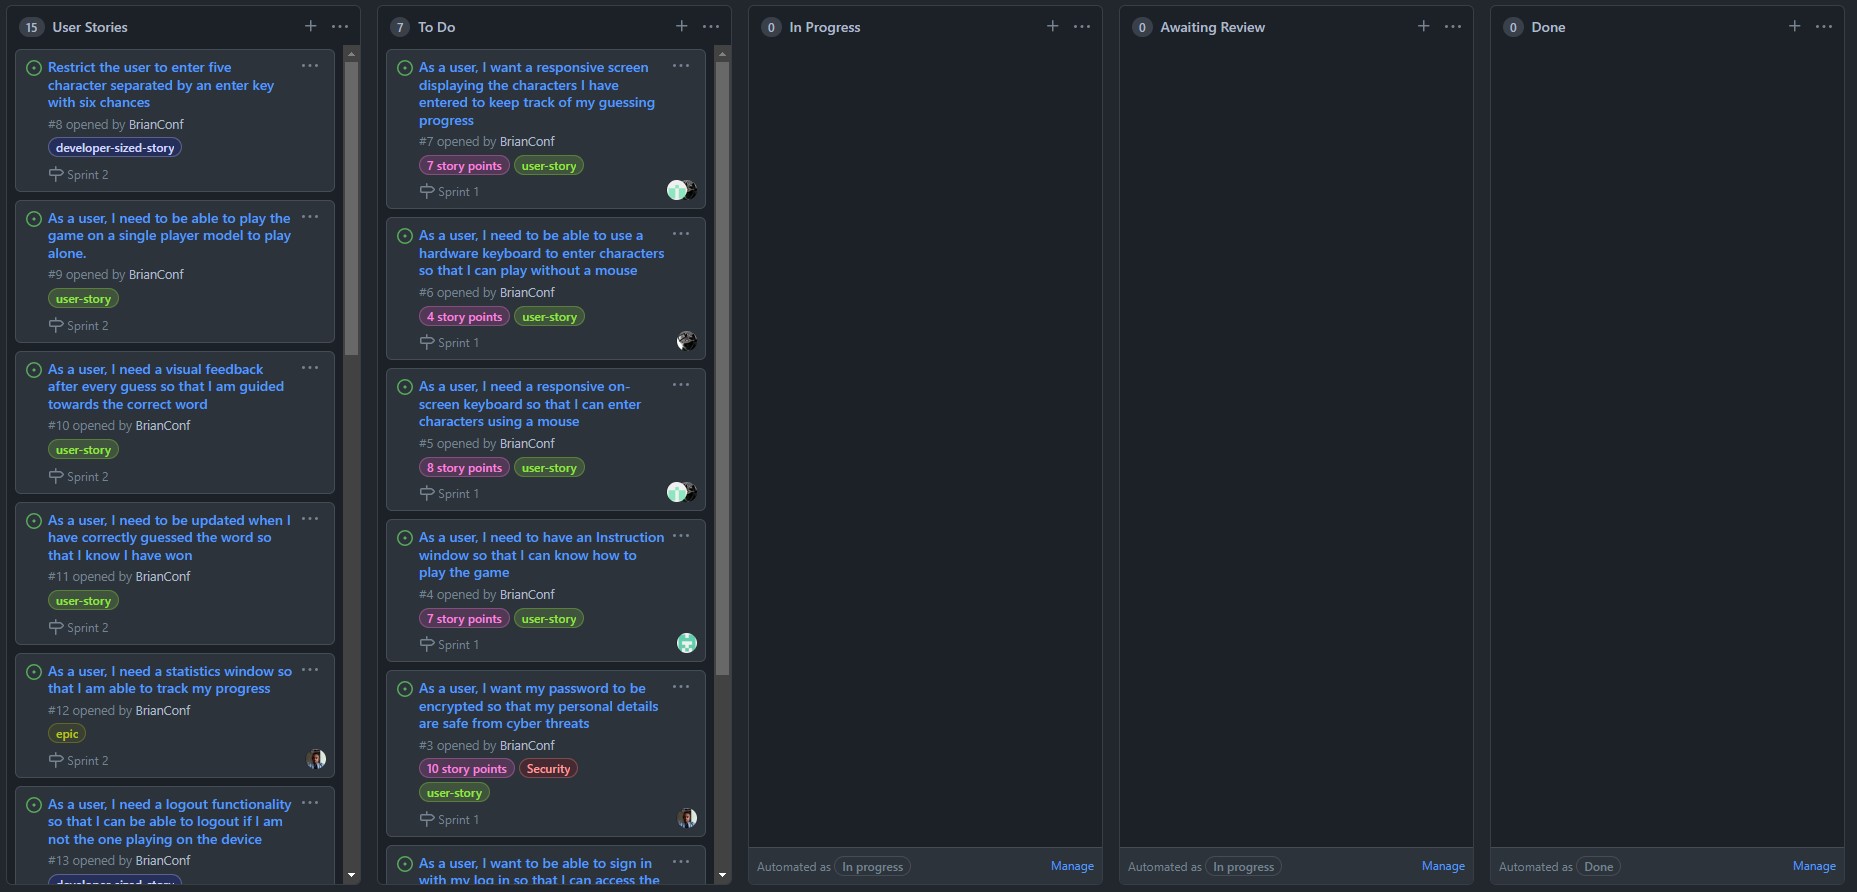 15 User Stories
Restrict the user to enter five
character separated by an enter key
with six chances
#8 opened by BrianConf
developer-sized-story
Sprint 2
As a user, I need to be able to play the
game on a single player model to play
alone.
#9 opened by BrianConf
user-story
Sprint 2
As a user, I need a visual feedback
after every guess so that I am guided
towards the correct word
#10 opened by BrianConf
user-story
Sprint 2
As a user, I need to be updated when I
have correctly guessed the word so
that I know I have won
#11 opened by BrianConf
user-story
Sprint 2
As a user, I need a statistics window so
that I am able to track my progress
#12 opened by BrianConf
epic
Sprint 2
As a user, I need a logout functionality
so that I can be able to logout if I am
not the one playing on the device
#13 opened by BrianConf
developer-sized-story
7 To Do
As a user, I want a responsive screen
displaying the characters I have
entered to keep track of my guessing
progress
#7 opened by BrianConf
7 story points user-story
Sprint 1
As a user, I need to be able to use a
hardware keyboard to enter characters
so that I can play without a mouse
#6 opened by BrianConf
4 story points user-story
Sprint 1
As a user, I need a responsive on-
screen keyboard so that I can enter
characters using a mouse
#5 opened by BrianConf
8 story points user-story
Sprint 1
As a user, I need to have an Instruction
window so that I can know how to
play the game
#4 opened by BrianConf
7 story points user-story
Sprint 1
As a user, I want my password to be
encrypted so that my personal details
are safe from cyber threats
#3 opened by BrianConf
10 story points Security
user-story
Sprint 1
As a user, I want to be able to sign in
with my log in so that I can access the
0 In Progress
Automated as In progress Manage
0 Awaiting Review
Automated as In progress Manage
0 Done
Automated as Done Manage